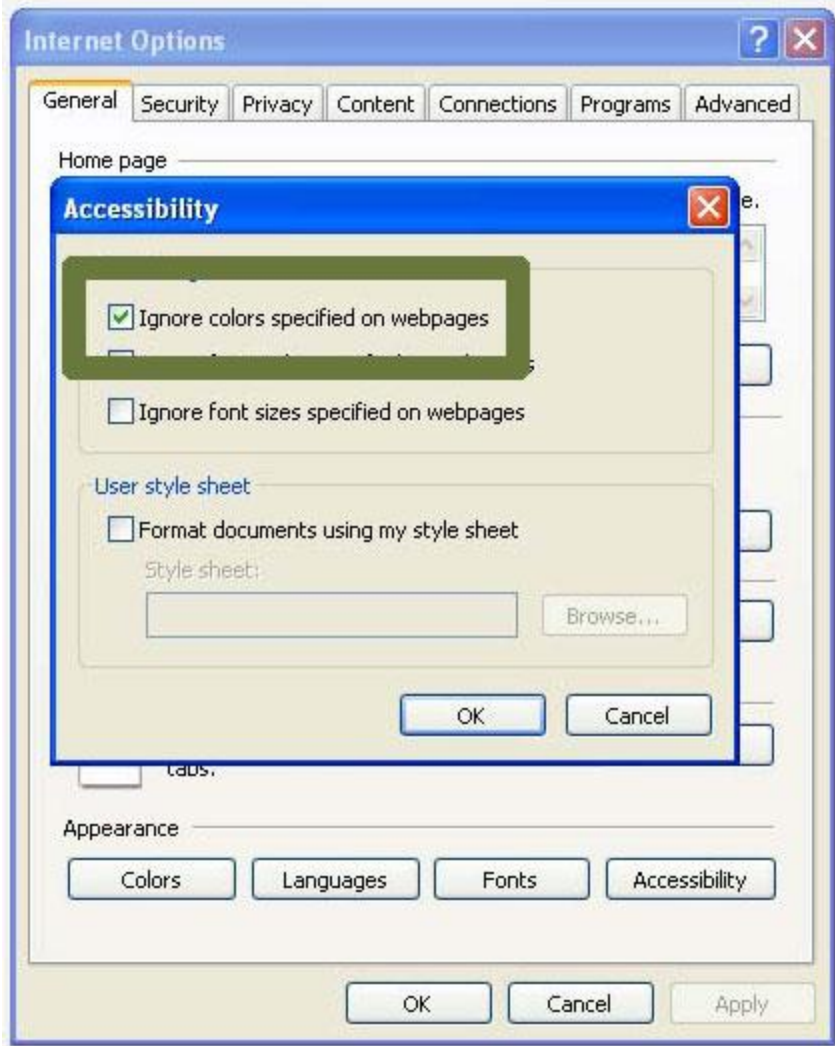 Internet Options
General Security Privacy Content Connections Programs Advanced
Home page
Accessibility
e.
Ignore colors specified on webpages
Ignore font sizes specified on webpages
User style sheet
Format documents using my style sheet
Style sheet:
Browse...
OK Cancel
tabs.
Appearance
Colors Languages Fonts Accessibility
OK Cancel Apply